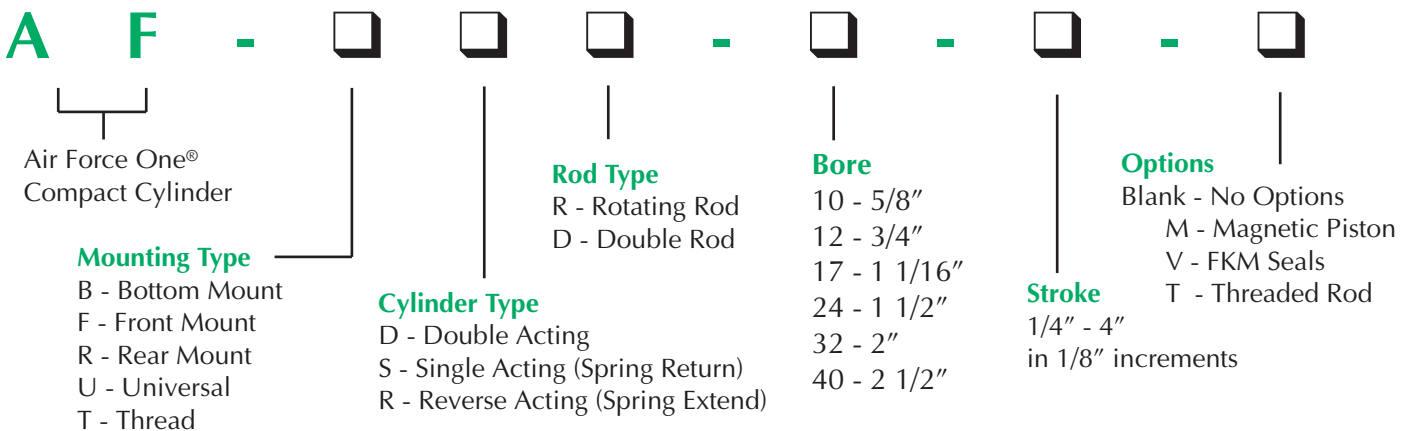 A F - ❑ ❑ ❑ - ❑ - ❑ - ❑
Air Force One®
Compact Cylinder
Mounting Type
B - Bottom Mount
F - Front Mount
R - Rear Mount
U - Universal
T - Thread
Cylinder Type
D - Double Acting
S - Single Acting (Spring Return)
R - Reverse Acting (Spring Extend)
Rod Type
R - Rotating Rod
D - Double Rod
Bore
10 - 5/8″
12 - 3/4″
17 - 1 1/16″
24 - 1 1/2″
32 - 2″
40 - 2 1/2″
Stroke
1/4″ - 4″
in 1/8″ increments
Options
Blank - No Options
M - Magnetic Piston
V - FKM Seals
T - Threaded Rod